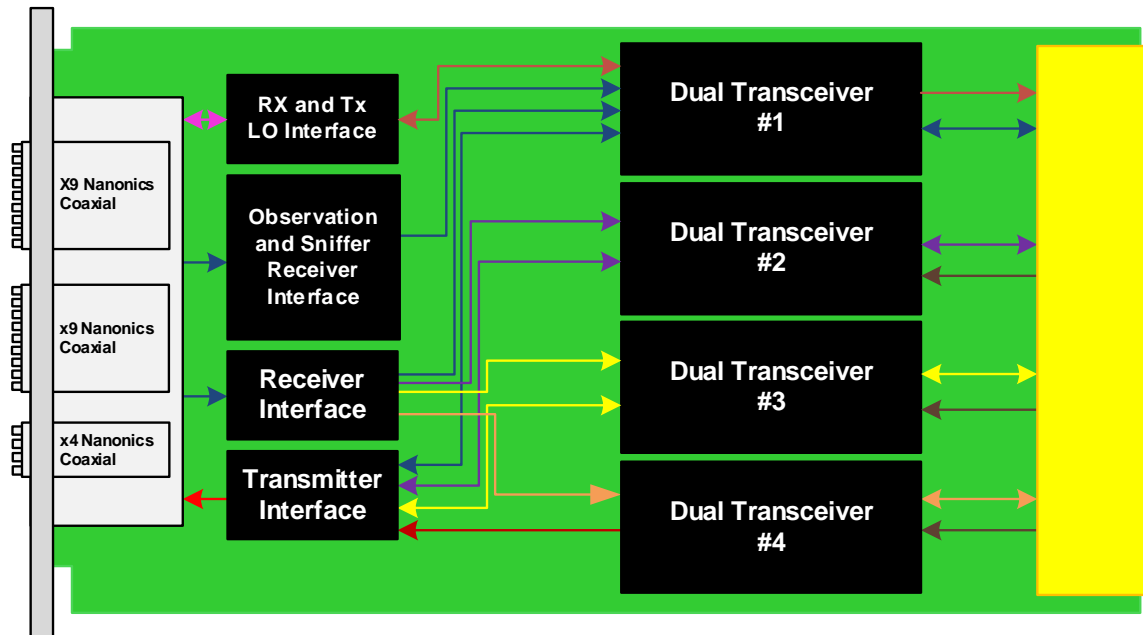 X9 Nanonics
Coaxial
x9 Nanonics
Coaxial
x4 Nanonics
Coaxial
RX and Tx
LO Interface
Observation
and Sniffer
Receiver
Interface
Receiver
Interface
Transmitter
Interface
Dual Transceiver
#1
Dual Transceiver
#2
Dual Transceiver
#3
Dual Transceiver
#4